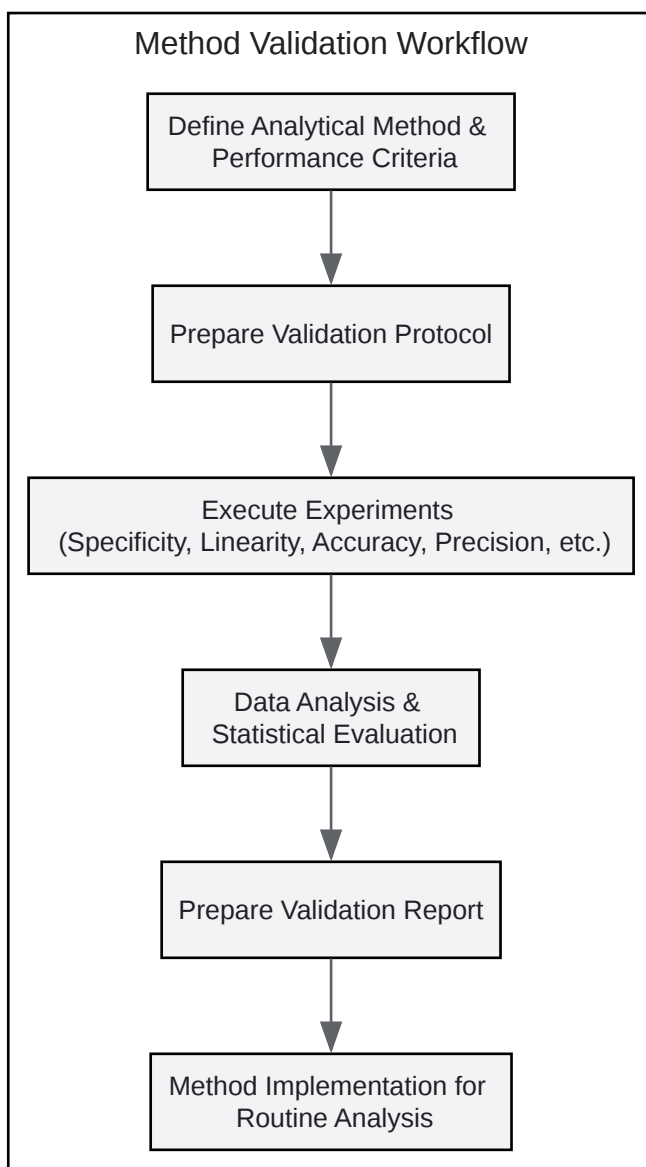 Method Validation Workflow
Define Analytical Method &
Performance Criteria
Prepare Validation Protocol
Execute Experiments
(Specificity, Linearity, Accuracy, Precision, etc.)
Data Analysis &
Statistical Evaluation
Prepare Validation Report
Method Implementation for
Routine Analysis